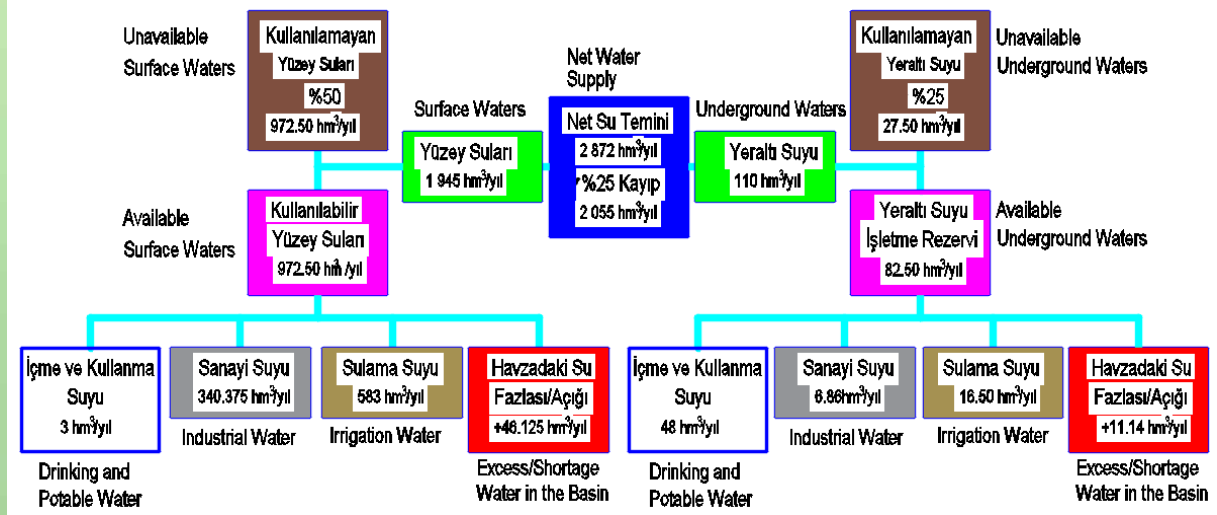 Unavailable
Surface Waters
Kullanılamayan
Yüzey Suları
%50
972.50 hm³/yıl
Net Water
Supply
Kullanılamayan
Yeraltı Suyu
%25
27.50 hm³/yıl
Unavailable
Underground Waters
Surface Waters
Yüzey Suları
1 945 hm³/yıl
Net Su Temini
2 872 hm³/yıl
%25 Kayıp
2 055 hm³/yıl
Underground Waters
Yeraltı Suyu
110 hm³/yıl
Available
Surface Waters
Kullanılabilir
Yüzey Suları
972.50 hm /yıl
Yeraltı Suyu
İşletme Rezervi
82.50 hm³/yıl
Available
Underground Waters
İçme ve Kullanma
Suyu
3 hm³/yıl
Drinking and
Potable Water
Sanayi Suyu
340.375 hm³/yıl
Industrial Water
Sulama Suyu
583 hm³/yıl
Irrigation Water
Havzadaki Su
Fazlası/Açığı
+46.125 hm³/yıl
Excess/Shortage
Water in the Basin
İçme ve Kullanma
Suyu
48 hm³/yıl
Drinking and
Potable Water
Sanayi Suyu
6.86hm³/yıl
Industrial Water
Sulama Suyu
16.50 hm³/yıl
Irrigation Water
Havzadaki Su
Fazlası/Açığı
+11.14 hm³/yıl
Excess/Shortage
Water in the Basin